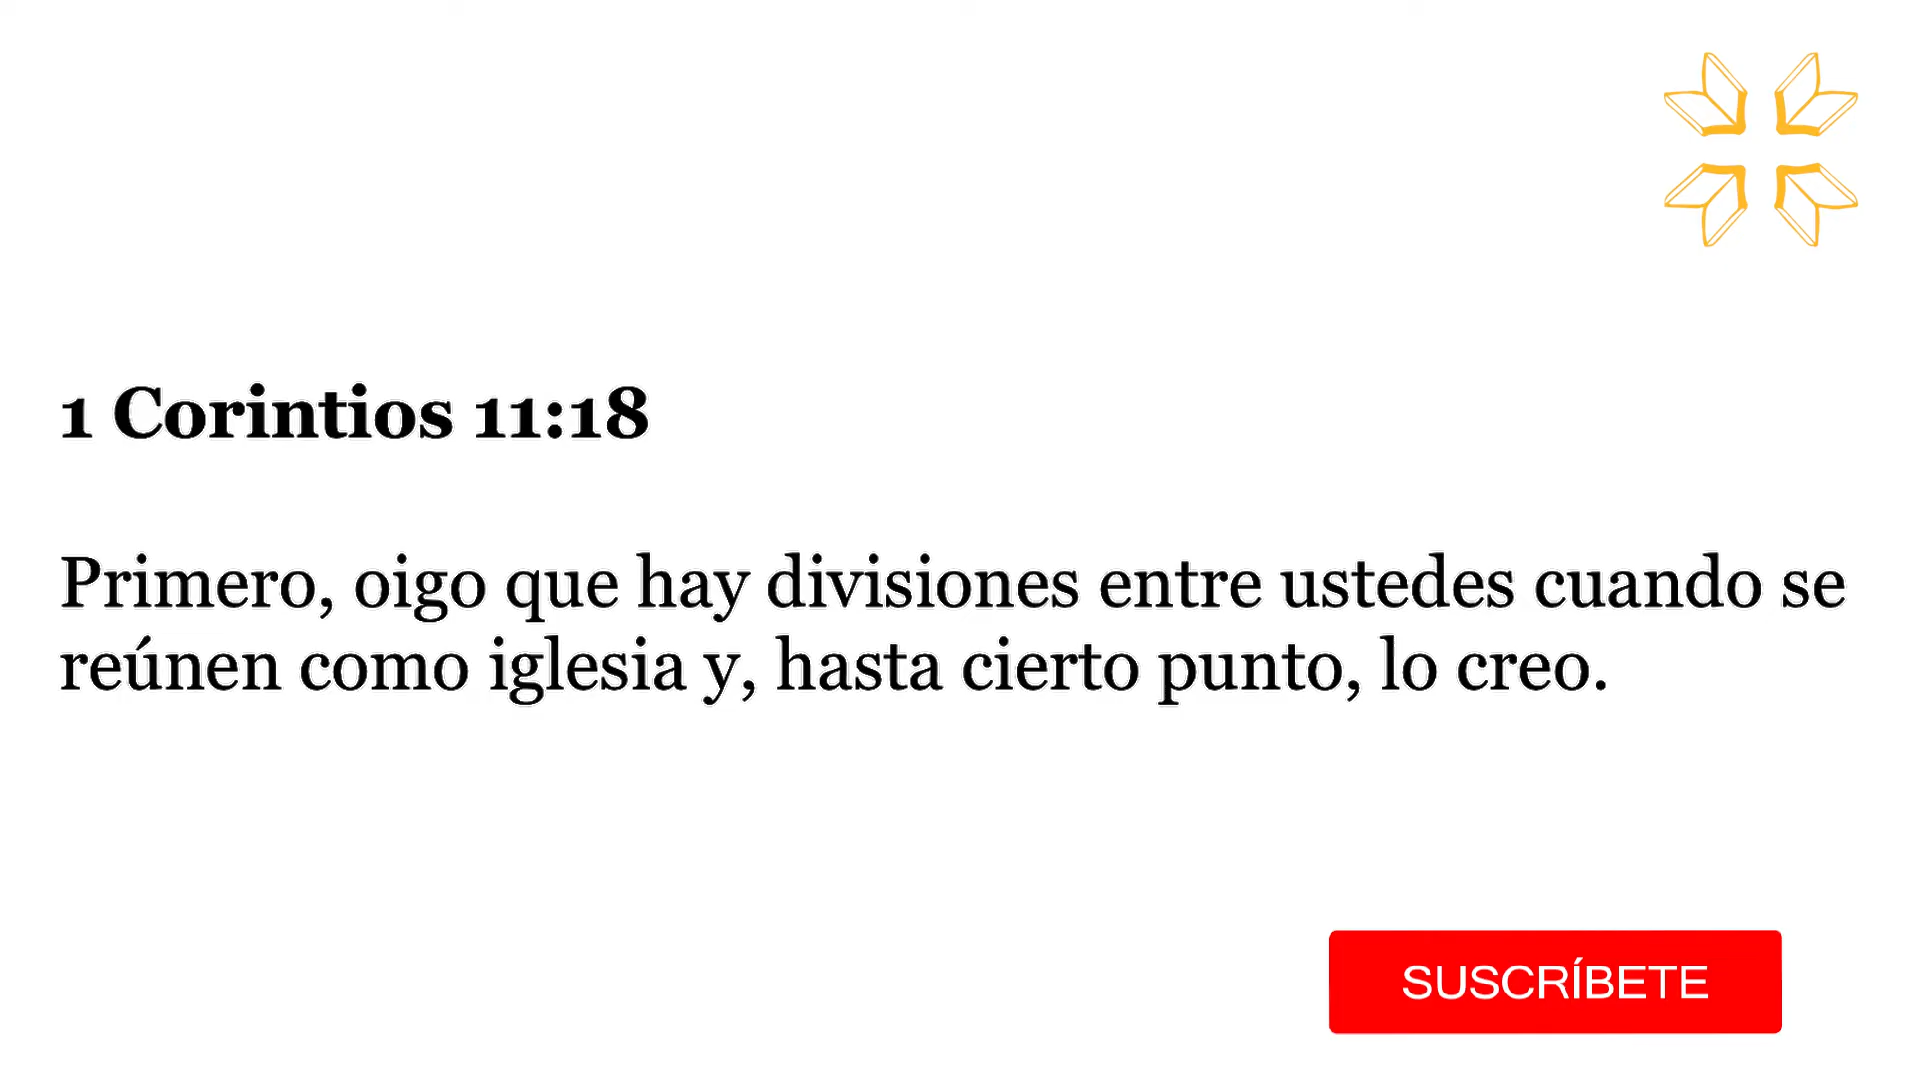 1 Corintios 11:18
Primero, oigo que hay divisiones entre ustedes cuando se
reúnen como iglesia y, hasta cierto punto, lo creo.
SUSCRÍBETE